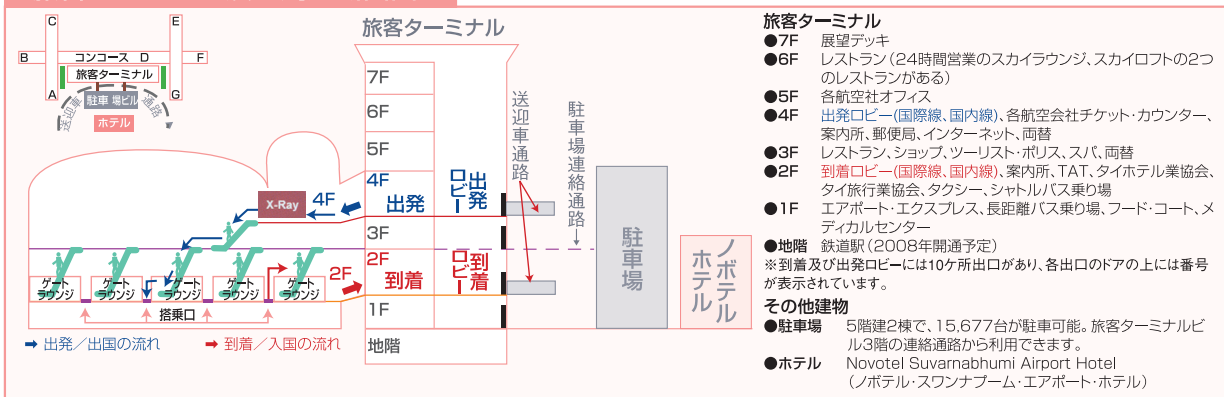 C
E
B
コンコース
D
F
旅客ターミナル
A
G
駐車場ビル
送迎車
通路
ホテル
旅客ターミナル
7F
6F
5F
4F
出発
出発ロビー
3F
2F
到着
到着ロビー
1F
地階
X-Ray
4F
2F
ゲート
ラウンジ
ゲート
ラウンジ
ゲート
ラウンジ
ゲート
ラウンジ
ゲート
ラウンジ
搭乗口
➡ 出発／出国の流れ
➡ 到着／入国の流れ
送迎車通路
駐車場連絡通路
駐車場
ノボテル
ホテル
旅客ターミナル
●7F 展望デッキ
●6F レストラン（24時間営業のスカイラウンジ、スカイロフトの2つ
のレストランがある）
●5F 各航空社オフィス
●4F 出発ロビー(国際線、国内線)、各航空会社チケット・カウンター、
案内所、郵便局、インターネット、両替
●3F レストラン、ショップ、ツーリスト・ポリス、スパ、両替
●2F 到着ロビー(国際線、国内線)、案内所、TAT、タイホテル業協会、
タイ旅行業協会、タクシー、シャトルバス乗り場
●1F エアポート・エクスプレス、長距離バス乗り場、フード・コート、メ
ディカルセンター
●地階 鉄道駅（2008年開通予定）
※到着及び出発ロビーには10ケ所出口があり、各出口のドアの上には番号
が表示されています。
その他建物
●駐車場 5階建2棟で、15,677台が駐車可能。旅客ターミナルビ
ル3階の連絡通路から利用できます。
●ホテル Novotel Suvarnabhumi Airport Hotel
（ノボテル・スワンナプーム・エアポート・ホテル）